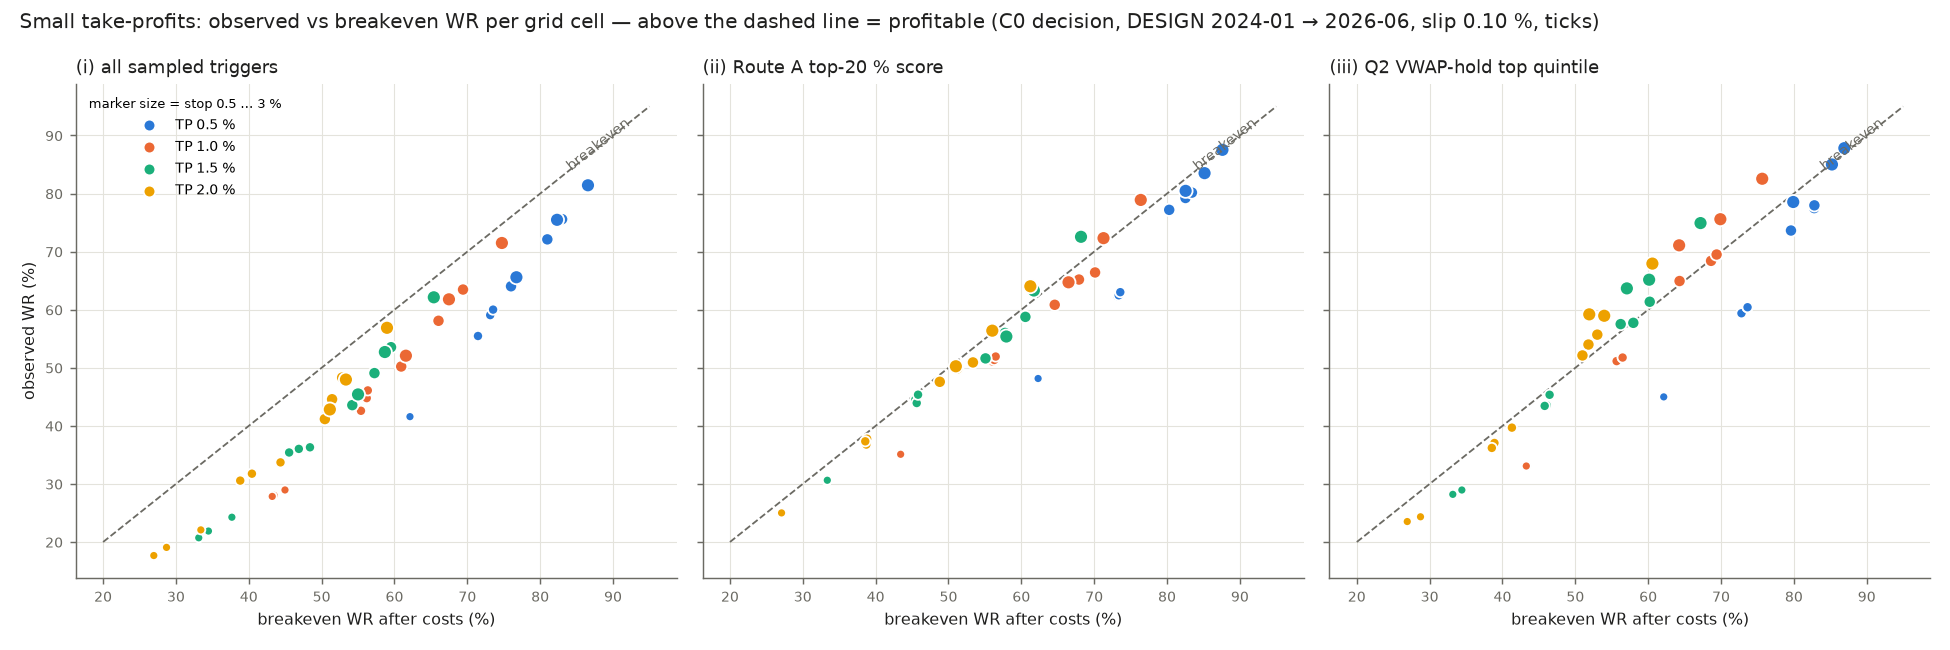 Small take-profits: observed vs breakeven WR per grid cell — above the dashed line = profitable (C0 decision, DESIGN 2024-01 → 2026-06, slip 0.10 %, ticks)
(i) all sampled triggers
(ii) Route A top-20 % score
(iii) Q2 VWAP-hold top quintile
marker size = stop 0.5 ... 3 %
TP 0.5 %
TP 1.0 %
TP 1.5 %
TP 2.0 %
breakeven
breakeven
breakeven
observed WR (%)
90
80
70
60
50
40
30
20
20 30 40 50 60 70 80 90
20 30 40 50 60 70 80 90
20 30 40 50 60 70 80 90
breakeven WR after costs (%)
breakeven WR after costs (%)
breakeven WR after costs (%)